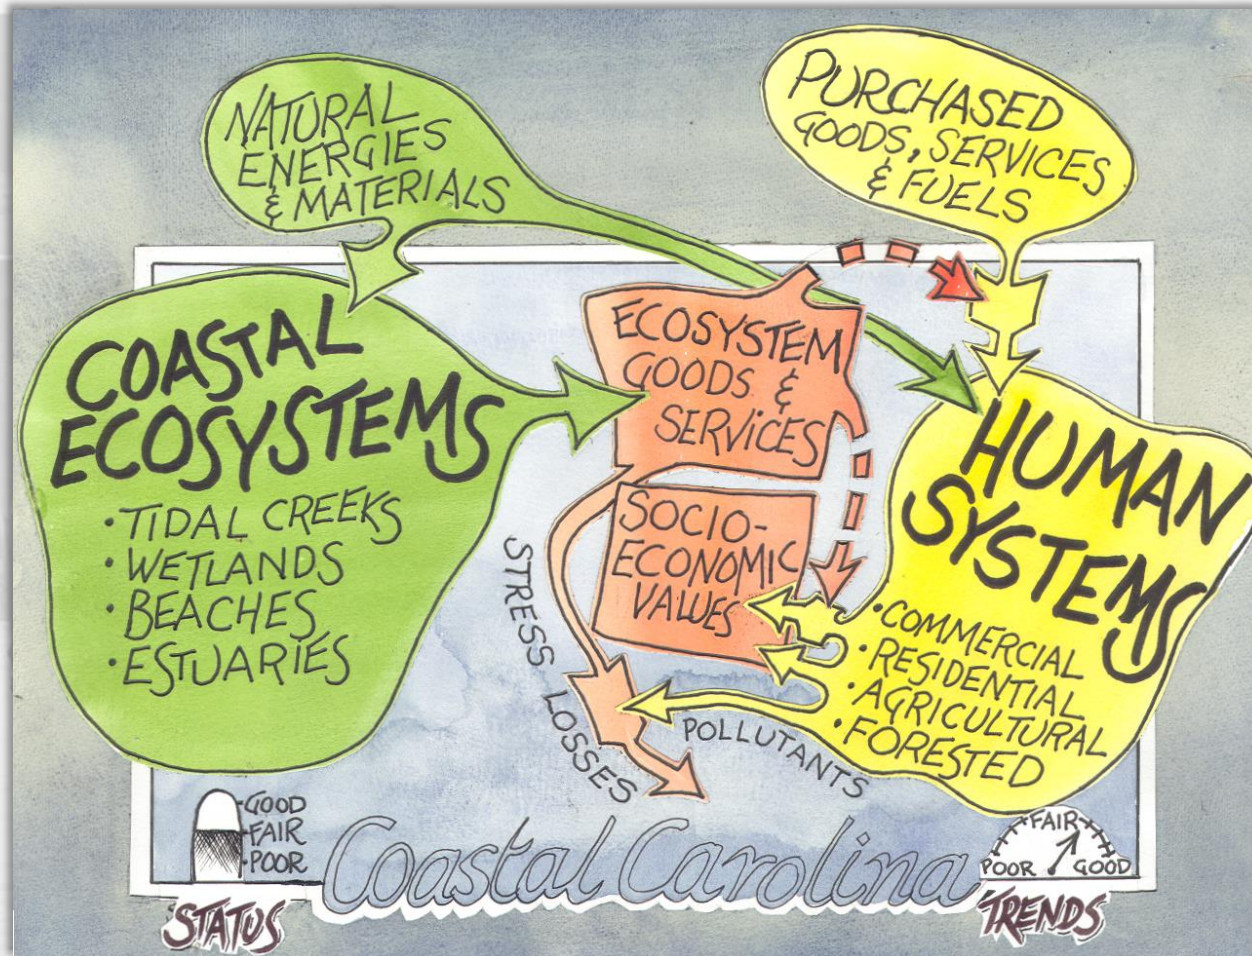 NATURAL
ENERGIES
& MATERIALS
PURCHASED
GOODS, SERVICES
& FUELS
COASTAL
ECOSYSTEMS
· TIDAL CREEKS
· WETLANDS
· BEACHES
· ESTUARIES
ECOSYSTEM
GOODS &
SERVICES
SOCIO-
ECONOMIC
VALUES
HUMAN
SYSTEMS
· COMMERCIAL
· RESIDENTIAL
· AGRICULTURAL
· FORESTED
STRESS LOSSES
POLLUTANTS
GOOD
FAIR
POOR
STATUS
Coastal Carolina
FAIR
POOR GOOD
TRENDS